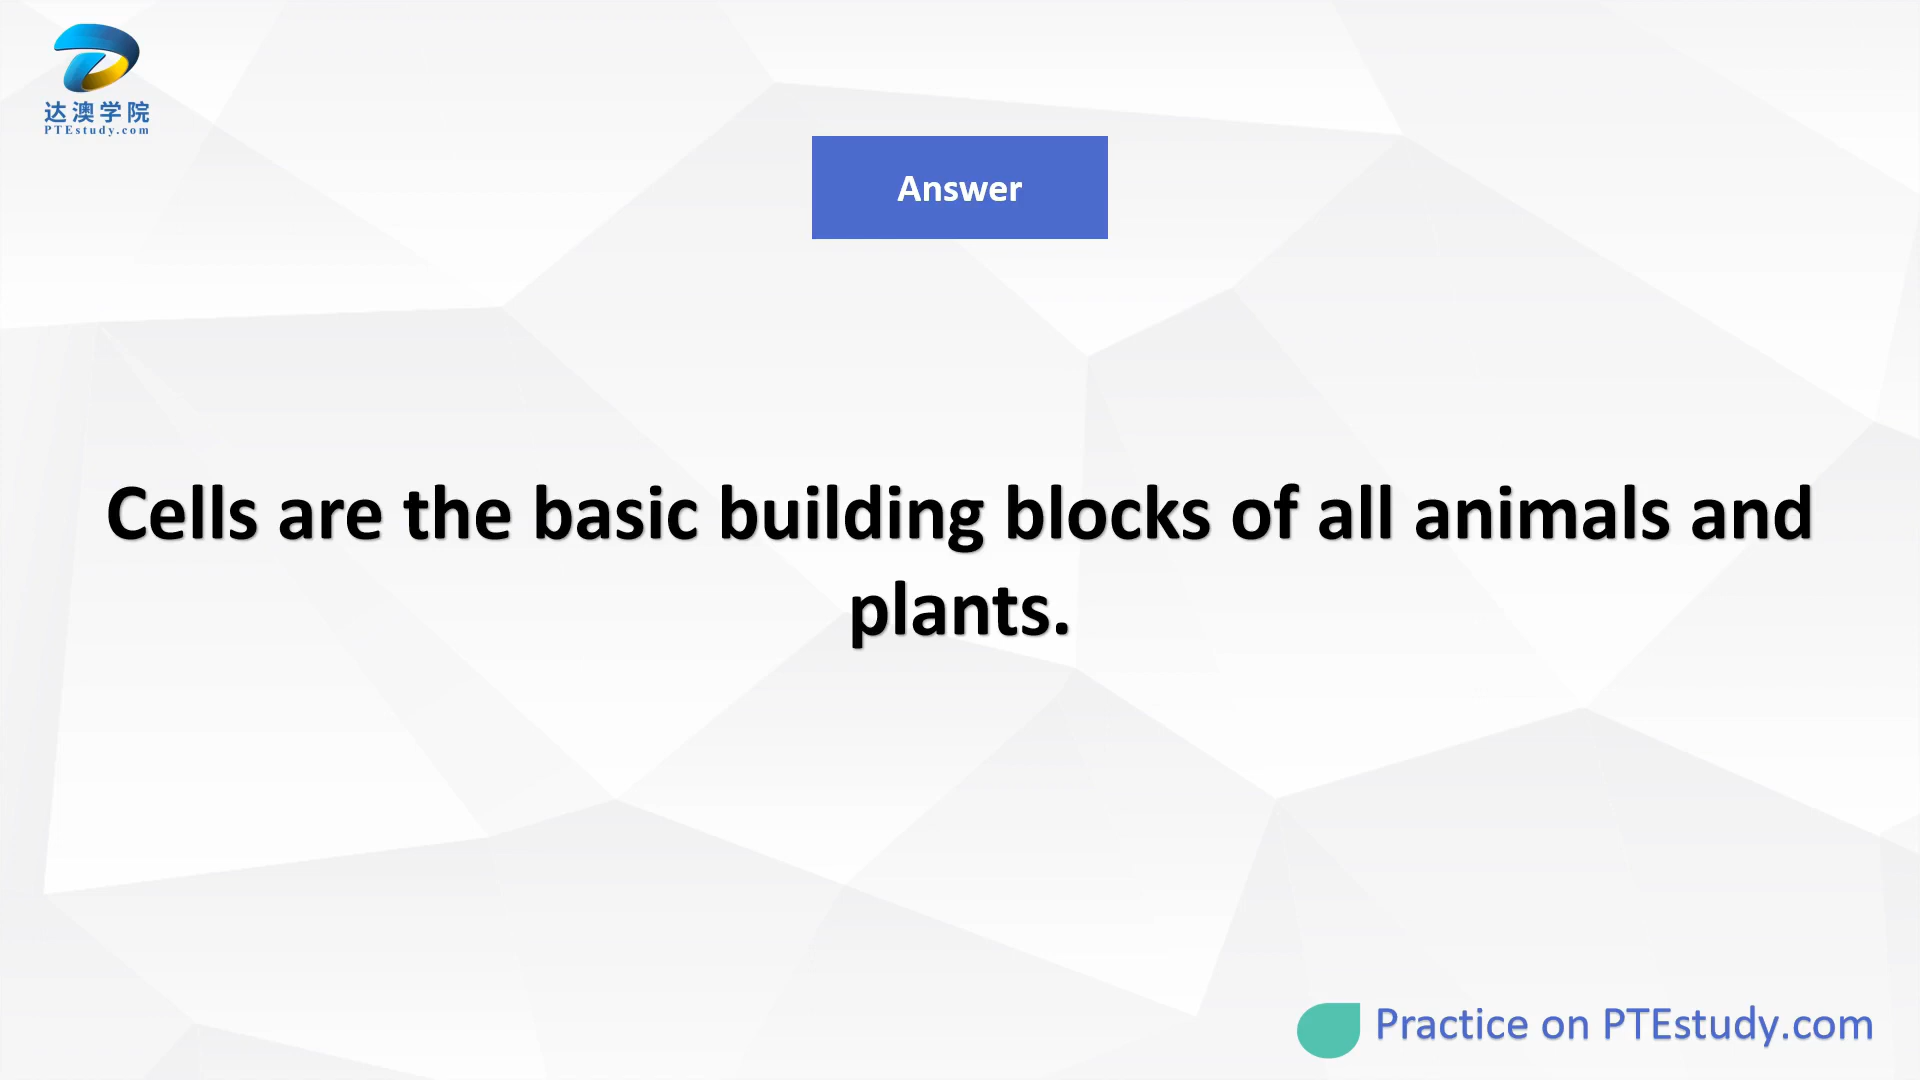 达澳学院
PTEstudy.com
Answer
Cells are the basic building blocks of all animals and
plants.
Practice on PTEstudy.com